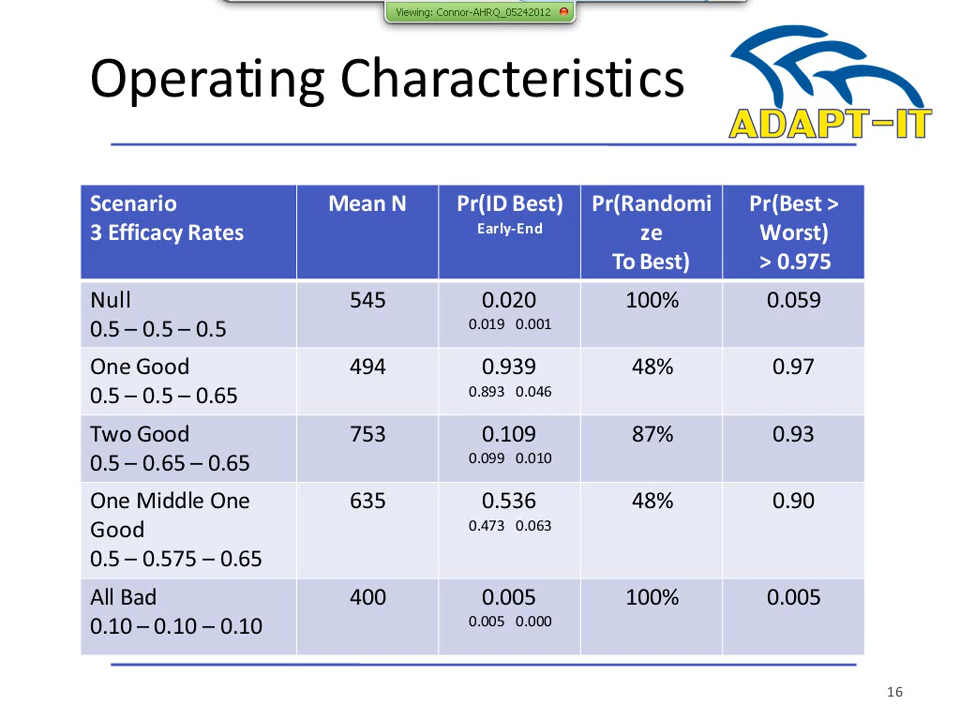 Viewing: Connor-AHRQ_05242012
Operating Characteristics
ADAPT-IT
Scenario
3 Efficacy Rates
Mean N
Pr(ID Best)
Early-End
Pr(Randomi
ze
To Best)
Pr(Best >
Worst)
> 0.975
Null
0.5 – 0.5 – 0.5
545
0.020
0.019 0.001
100%
0.059
One Good
0.5 – 0.5 – 0.65
494
0.939
0.893 0.046
48%
0.97
Two Good
0.5 – 0.65 – 0.65
753
0.109
0.099 0.010
87%
0.93
One Middle One
Good
0.5 – 0.575 – 0.65
635
0.536
0.473 0.063
48%
0.90
All Bad
0.10 – 0.10 – 0.10
400
0.005
0.005 0.000
100%
0.005
16